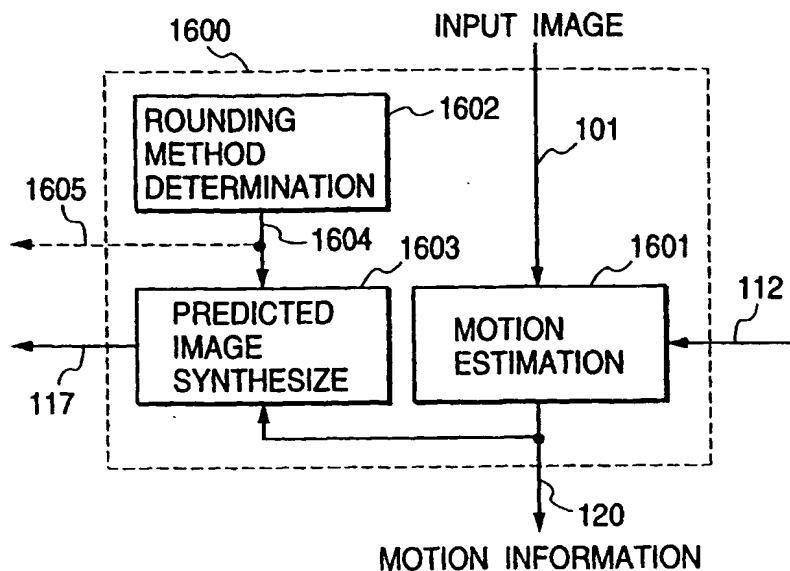 INPUT IMAGE
1600
ROUNDING
METHOD
DETERMINATION
1602
101
1605
1604
1603
1601
PREDICTED
IMAGE
SYNTHESIZE
MOTION
ESTIMATION
112
117
120
MOTION INFORMATION